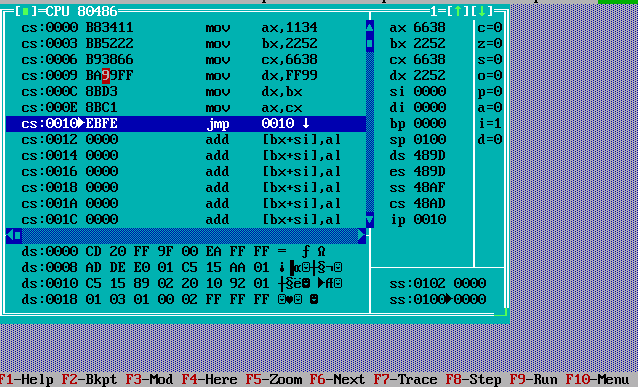 [■]=CPU 80486 1=[↑][↓]
cs:0000 B83411 mov ax,1134 ax 6638 c=0
cs:0003 BB5222 mov bx,2252 bx 2252 z=0
cs:0006 B93866 mov cx,6638 cx 6638 s=0
cs:0009 BA99FF mov dx,FF99 dx 2252 o=0
cs:000C 8BD3 mov dx,bx si 0000 p=0
cs:000E 8BC1 mov ax,cx di 0000 a=0
cs:0010►EBFE jmp 0010 ↓ bp 0000 i=1
cs:0012 0000 add [bx+si],al sp 0100 d=0
cs:0014 0000 add [bx+si],al ds 489D
cs:0016 0000 add [bx+si],al es 489D
cs:0018 0000 add [bx+si],al ss 48AF
cs:001A 0000 add [bx+si],al cs 48AD
cs:001C 0000 add [bx+si],al ip 0010
ds:0000 CD 20 FF 9F 00 EA FF FF = ƒ Ω
ds:0008 AD DE E0 01 C5 15 AA 01 ¡▐α☺┼§¬☺
ds:0010 C5 15 89 02 20 10 92 01 ┼§ë☻ ►Æ☺ ss:0102 0000
ds:0018 01 03 01 00 02 FF FF FF ☺♥☺ ☻ ss:0100►0000
F1-Help F2-Bkpt F3-Mod F4-Here F5-Zoom F6-Next F7-Trace F8-Step F9-Run F10-Menu